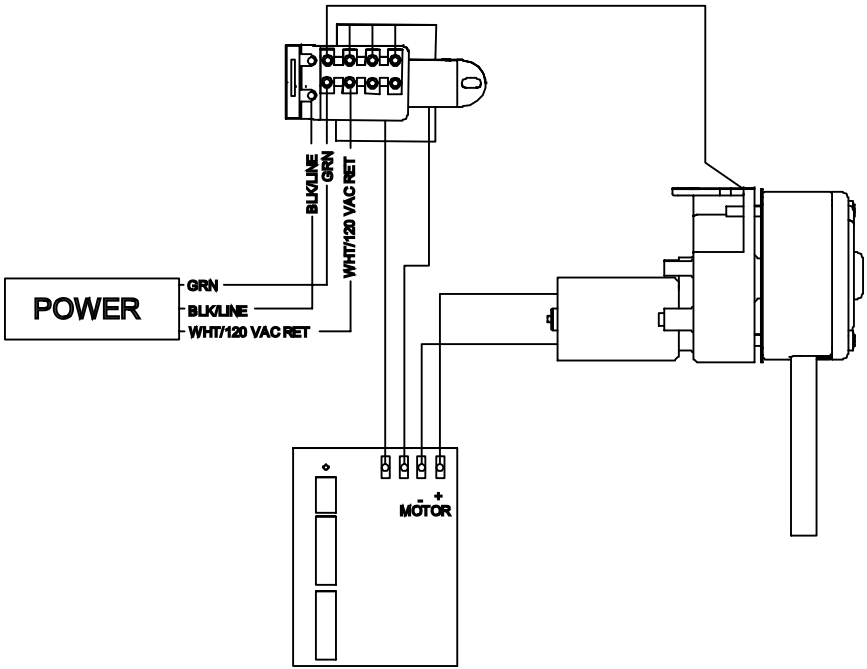 BLK/LINE
GRN
WHT/120 VAC RET
GRN
POWER
BLK/LINE
WHT/120 VAC RET
- +
MOTOR